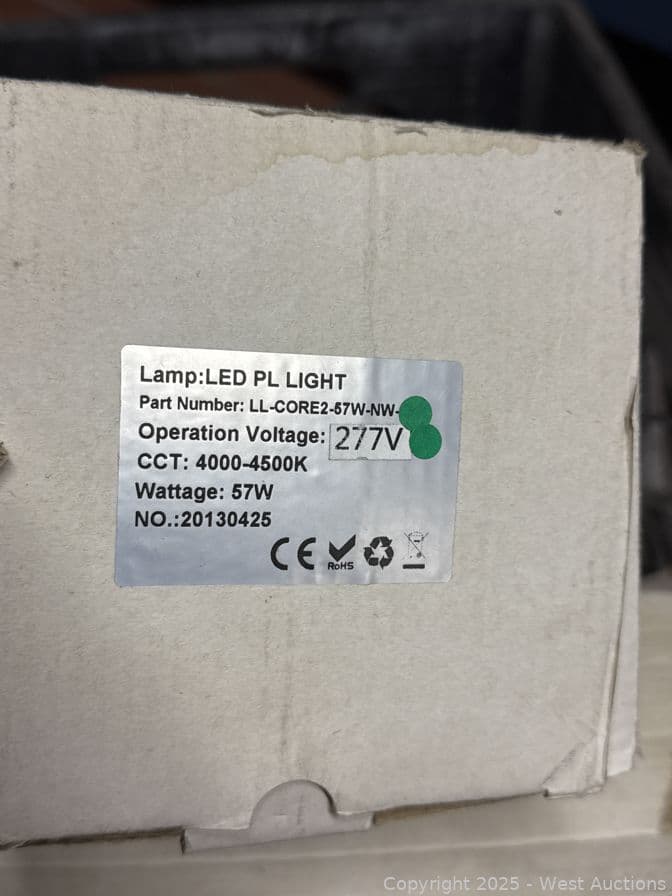 Lamp:LED PL LIGHT
Part Number: LL-CORE2-57W-NW-
Operation Voltage: 277V
CCT: 4000-4500K
Wattage: 57W
NO.:20130425
CE
RoHS
Copyright 2025 - West Auctions